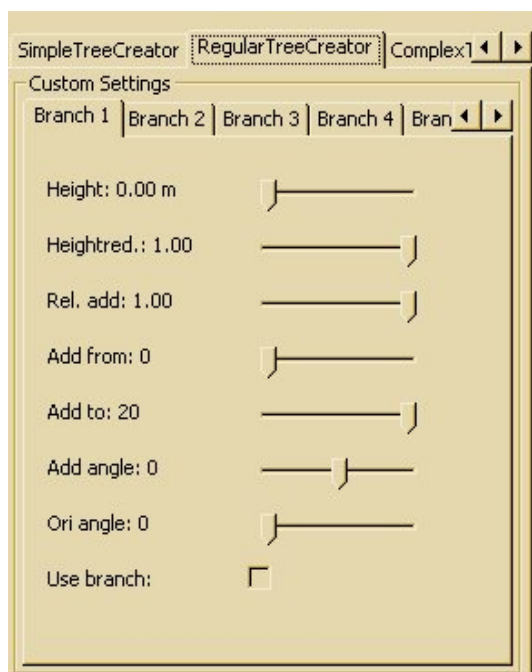 SimpleTreeCreator RegularTreeCreator Complex
Custom Settings
Branch 1 Branch 2 Branch 3 Branch 4 Bran
Height: 0.00 m
Heightred.: 1.00
Rel. add: 1.00
Add from: 0
Add to: 20
Add angle: 0
Ori angle: 0
Use branch: